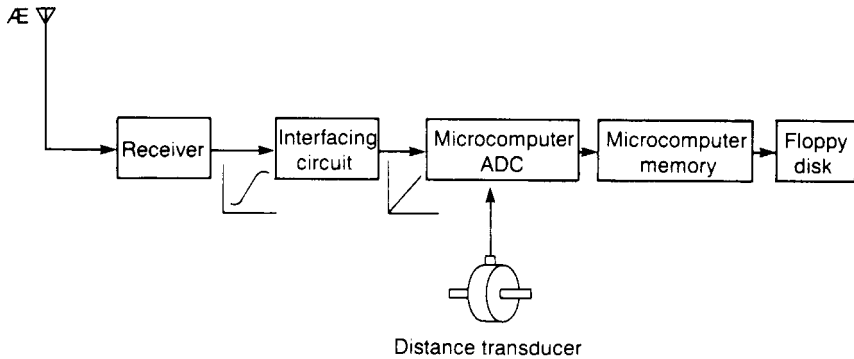 Æ
Receiver
Interfacing
circuit
Microcomputer
ADC
Microcomputer
memory
Floppy
disk
Distance transducer